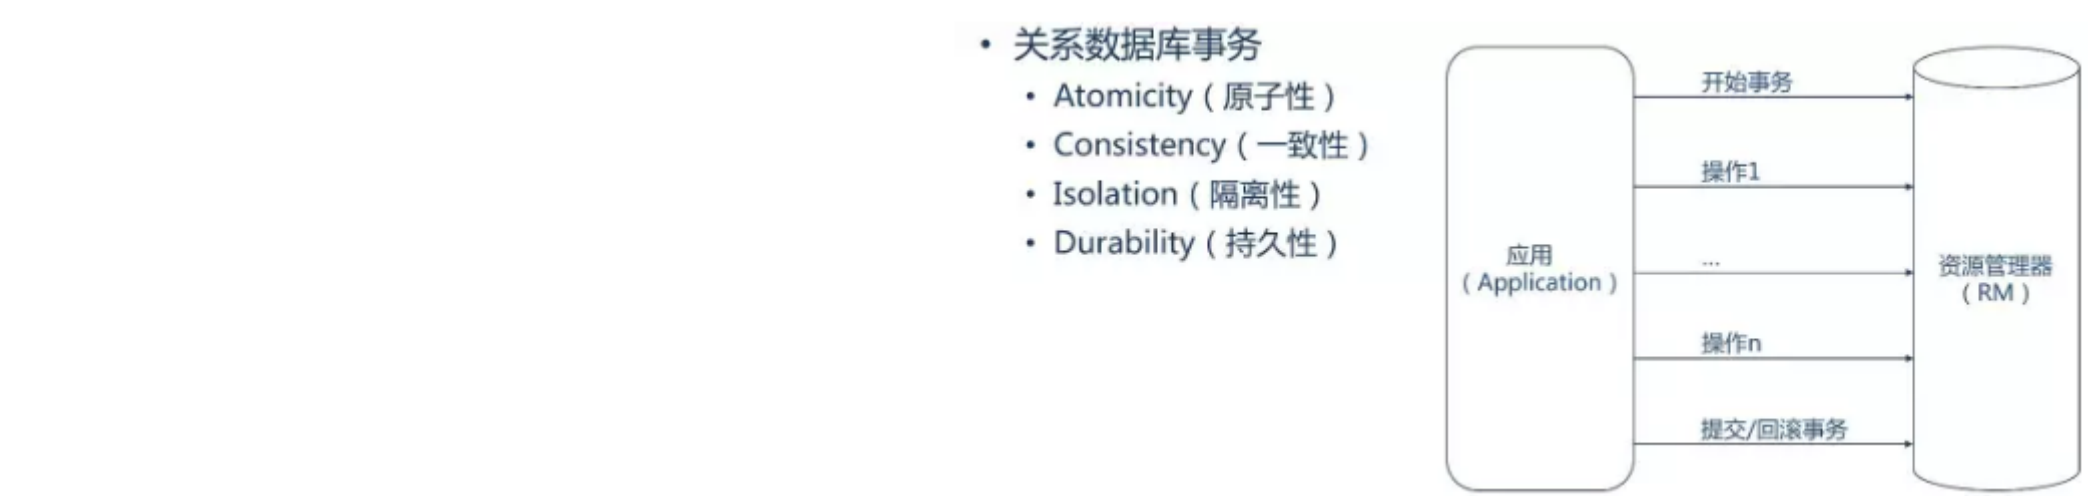 • 关系数据库事务
• Atomicity（原子性）
• Consistency（一致性）
• Isolation（隔离性）
• Durability（持久性）
应用
（Application）
开始事务
操作1
...
操作n
提交/回滚事务
资源管理器
（RM）